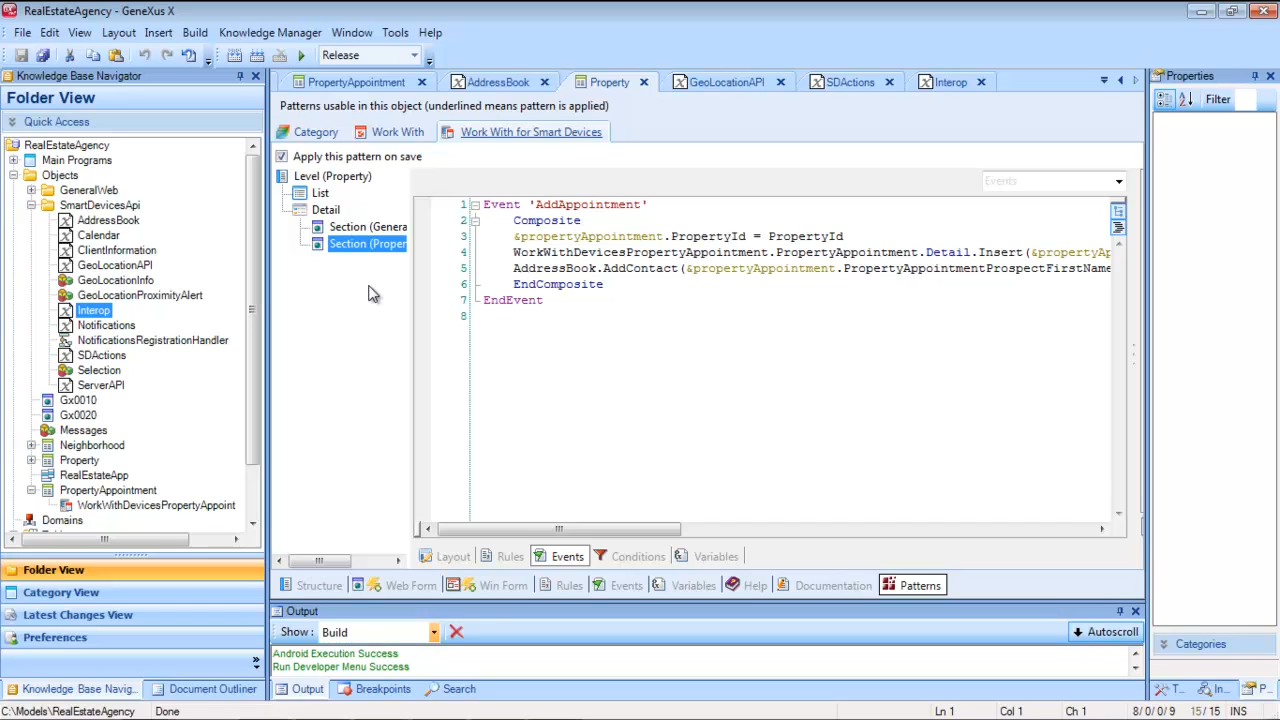 RealEstateAgency - GeneXus X
File Edit View Layout Insert Build Knowledge Manager Window Tools Help
Release
Knowledge Base Navigator
Folder View
Quick Access
RealEstateAgency
Main Programs
Objects
GeneralWeb
SmartDevicesApi
AddressBook
Calendar
ClientInformation
GeoLocationAPI
GeoLocationInfo
GeoLocationProximityAlert
Interop
Notifications
NotificationsRegistrationHandler
SDActions
Selection
ServerAPI
Gx0010
Gx0020
Messages
Neighborhood
Property
RealEstateApp
PropertyAppointment
WorkWithDevicesPropertyAppoint
Domains
Folder View
Category View
Latest Changes View
Preferences
Knowledge Base Navig... Document Outliner
PropertyAppointment AddressBook Property GeoLocationAPI SDActions Interop
Patterns usable in this object (underlined means pattern is applied)
Category Work With Work With for Smart Devices
Apply this pattern on save
Level (Property)
List
Detail
Section (Genera
Section (Proper
Events
1 Event 'AddAppointment'
2 Composite
3 &propertyAppointment.PropertyId = PropertyId
4 WorkWithDevicesPropertyAppointment.PropertyAppointment.Detail.Insert(&propertyAp
5 AddressBook.AddContact(&propertyAppointment.PropertyAppointmentProspectFirstName
6 EndComposite
7 EndEvent
8
Layout Rules Events Conditions Variables
Structure Web Form Win Form Rules Events Variables Help Documentation Patterns
Output
Show: Build Autoscroll
Android Execution Success
Run Developer Menu Success
Output Breakpoints Search
Properties
Filter
Categories
T... In... P...
C:\Models\RealEstateAgency Done Ln 1 Col 1 Ch 1 8/0/0/9 15/15 INS